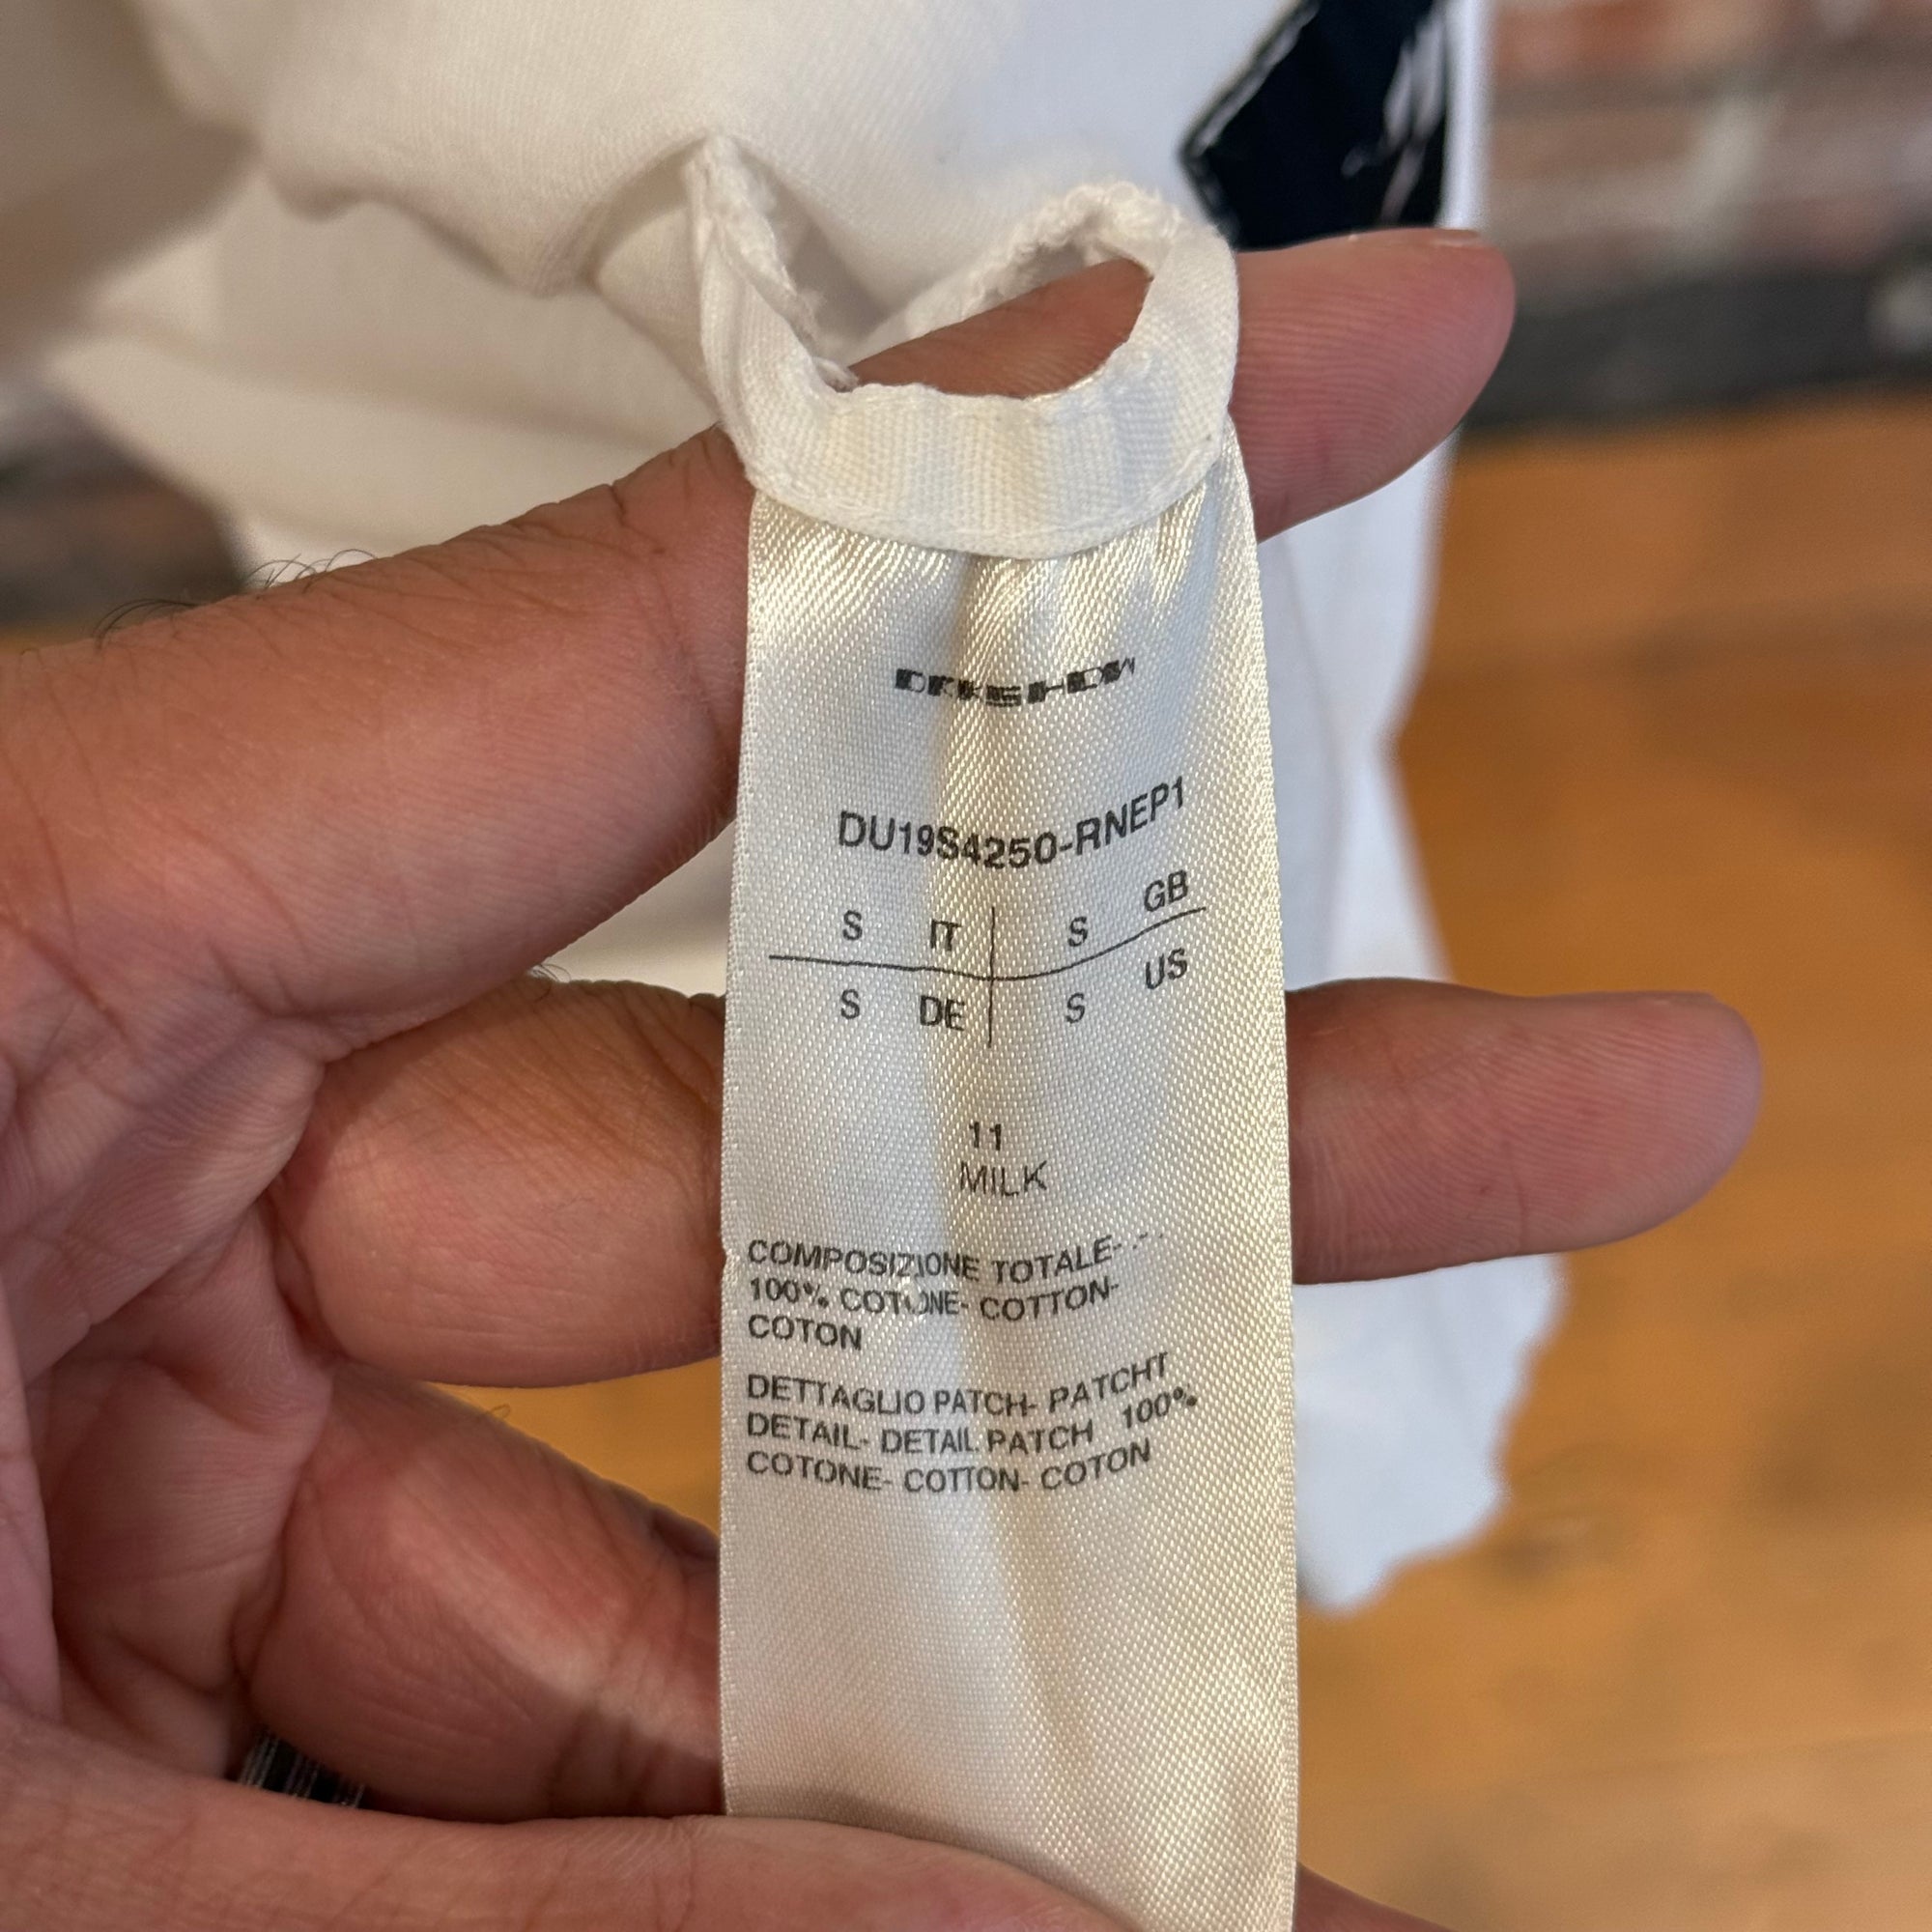 DRKSHDW
DU19S4250-RNEP1
S IT S GB
S DE S US
11
MILK
COMPOSIZIONE TOTALE- .- .
100% COTONE- COTTON-
COTON
DETTAGLIO PATCH- PATCHT
DETAIL- DETAIL PATCH 100%
COTONE- COTTON- COTON